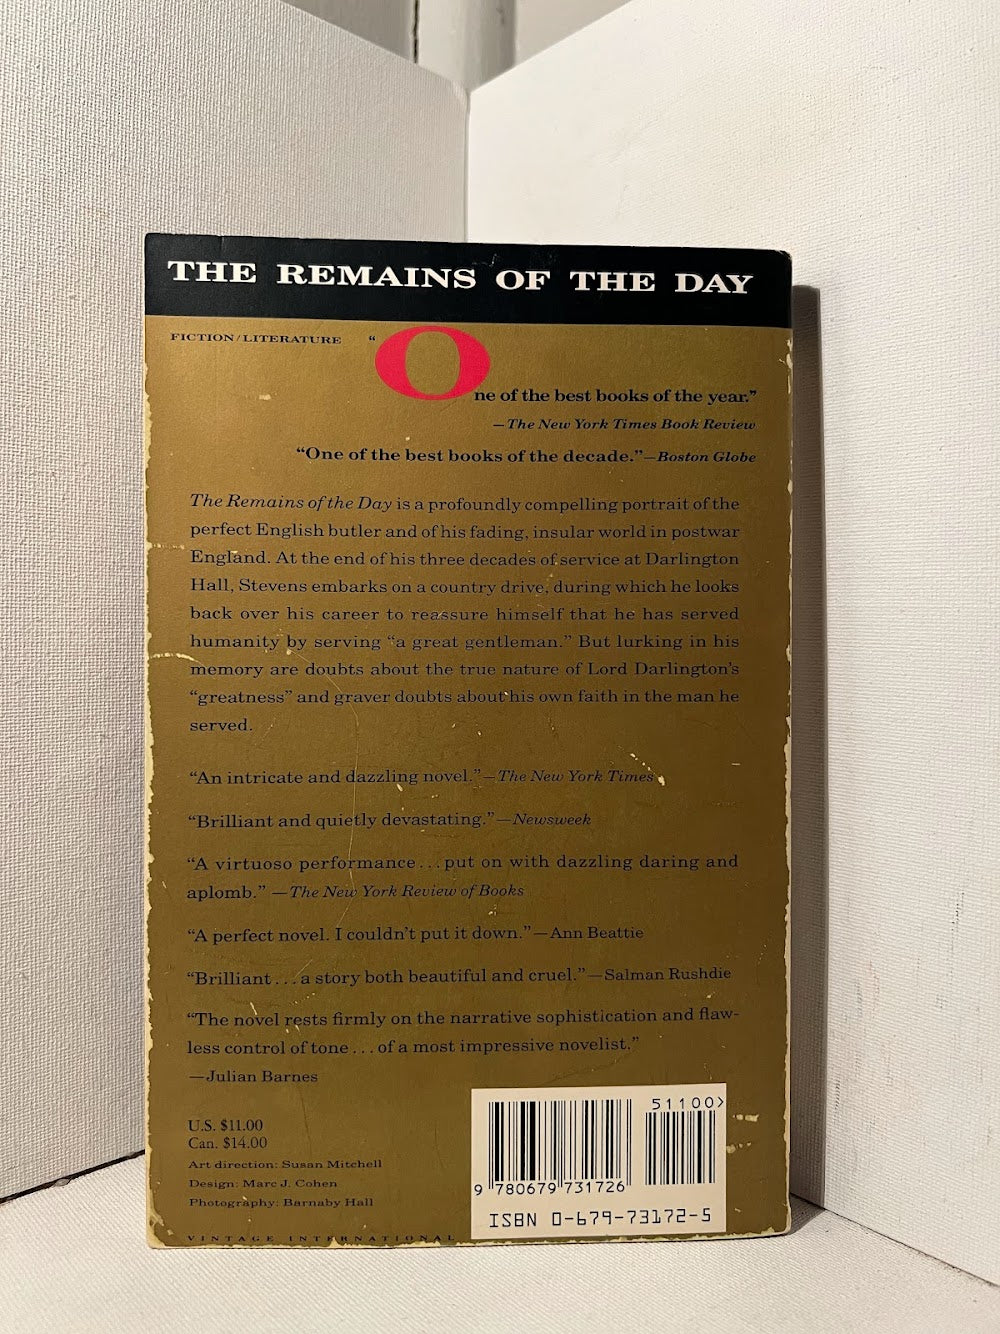 THE REMAINS OF THE DAY
FICTION/LITERATURE
“One of the best books of the year.”
—The New York Times Book Review
“One of the best books of the decade.”—Boston Globe
The Remains of the Day is a profoundly compelling portrait of the
perfect English butler and of his fading, insular world in postwar
England. At the end of his three decades of service at Darlington
Hall, Stevens embarks on a country drive, during which he looks
back over his career to reassure himself that he has served
humanity by serving “a great gentleman.” But lurking in his
memory are doubts about the true nature of Lord Darlington’s
“greatness” and graver doubts about his own faith in the man he
served.
“An intricate and dazzling novel.”—The New York Times
“Brilliant and quietly devastating.”—Newsweek
“A virtuoso performance...put on with dazzling daring and
aplomb.” —The New York Review of Books
“A perfect novel. I couldn’t put it down.”—Ann Beattie
“Brilliant...a story both beautiful and cruel.”—Salman Rushdie
“The novel rests firmly on the narrative sophistication and flaw-
less control of tone...of a most impressive novelist.”
—Julian Barnes
U.S. $11.00
Can. $14.00
Art direction: Susan Mitchell
Design: Marc J. Cohen
Photography: Barnaby Hall
VINTAGE INTERNATIONAL
51100>
9 780679 731726
ISBN 0-679-73172-5